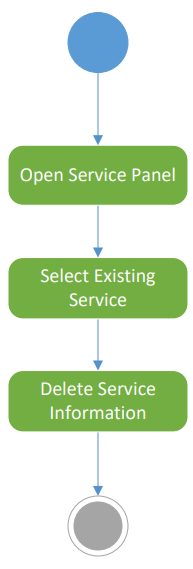 Open Service Panel
Select Existing
Service
Delete Service
Information